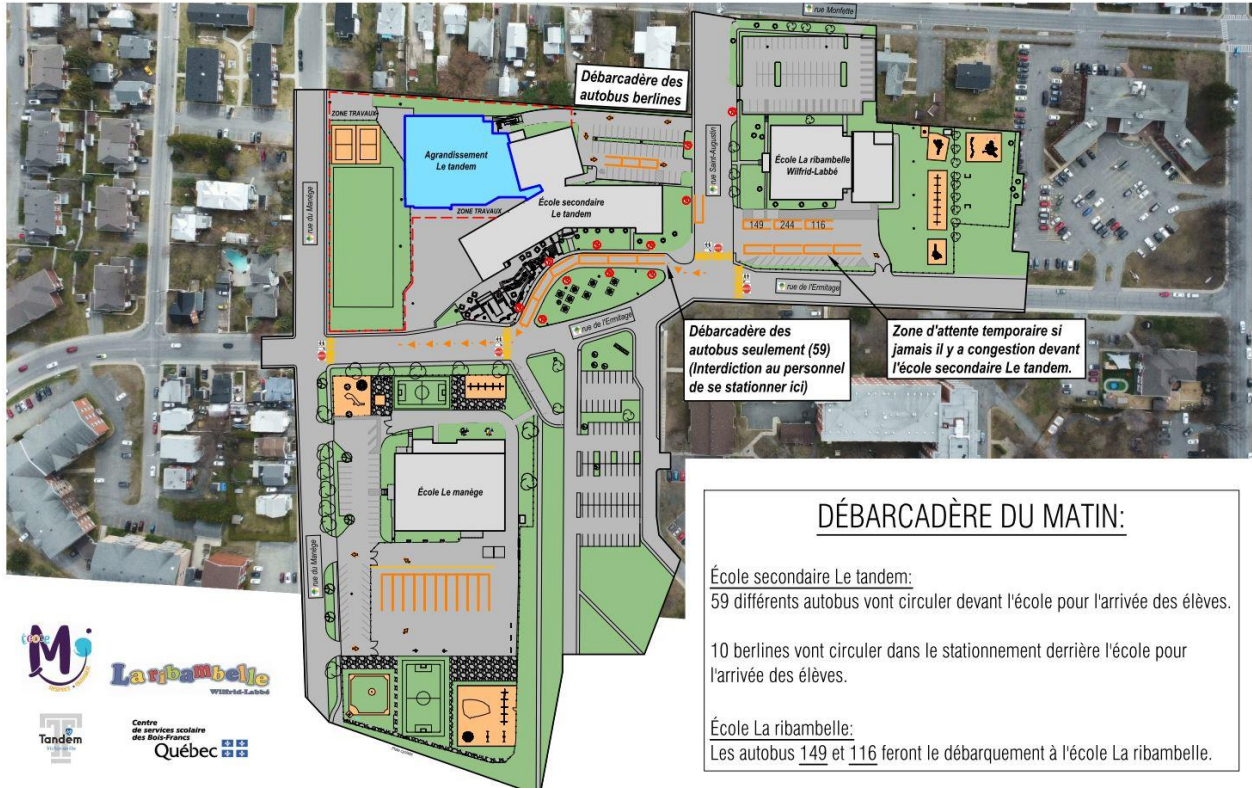 rue Monfette
Débarcadère des
autobus berlines
ZONE TRAVAUX
Agrandissement
Le tandem
rue Saint-Augustin
École La ribambelle
Wilfrid-Labbé
rue du Manège
ZONE TRAVAUX
École secondaire
Le tandem
149 244 116
rue de l'Ermitage
rue de l'Ermitage
Débarcadère des
autobus seulement (59)
(Interdiction au personnel
de se stationner ici)
Zone d'attente temporaire si
jamais il y a congestion devant
l'école secondaire Le tandem.
École Le manège
rue du Manège
DÉBARCADÈRE DU MATIN:
École secondaire Le tandem:
59 différents autobus vont circuler devant l'école pour l'arrivée des élèves.
10 berlines vont circuler dans le stationnement derrière l'école pour
l'arrivée des élèves.
École La ribambelle:
Les autobus 149 et 116 feront le débarquement à l'école La ribambelle.
école
M
La ribambelle
Wilfrid-Labbé
Tandem
Centre
de services scolaire
des Bois-Francs
Québec